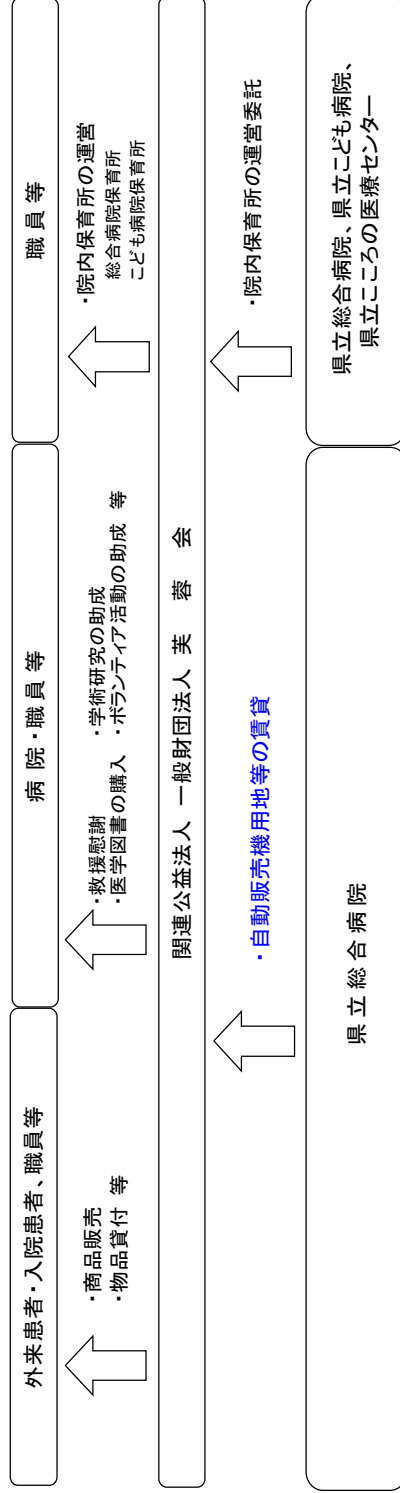 外来患者・入院患者、職員等
病 院・職 員 等
職 員 等
・商品販売
・物品貸付 等
・救援慰謝 ・学術研究の助成
・医学図書の購入 ・ボランティア活動の助成 等
・院内保育所の運営
総合病院保育所
こども病院保育所
関連公益法人 一般財団法人 芙 蓉 会
・自動販売機用地等の賃貸
・院内保育所の運営委託
県 立 総 合 病 院
県立総合病院、県立こども病院、
県立こころの医療センター